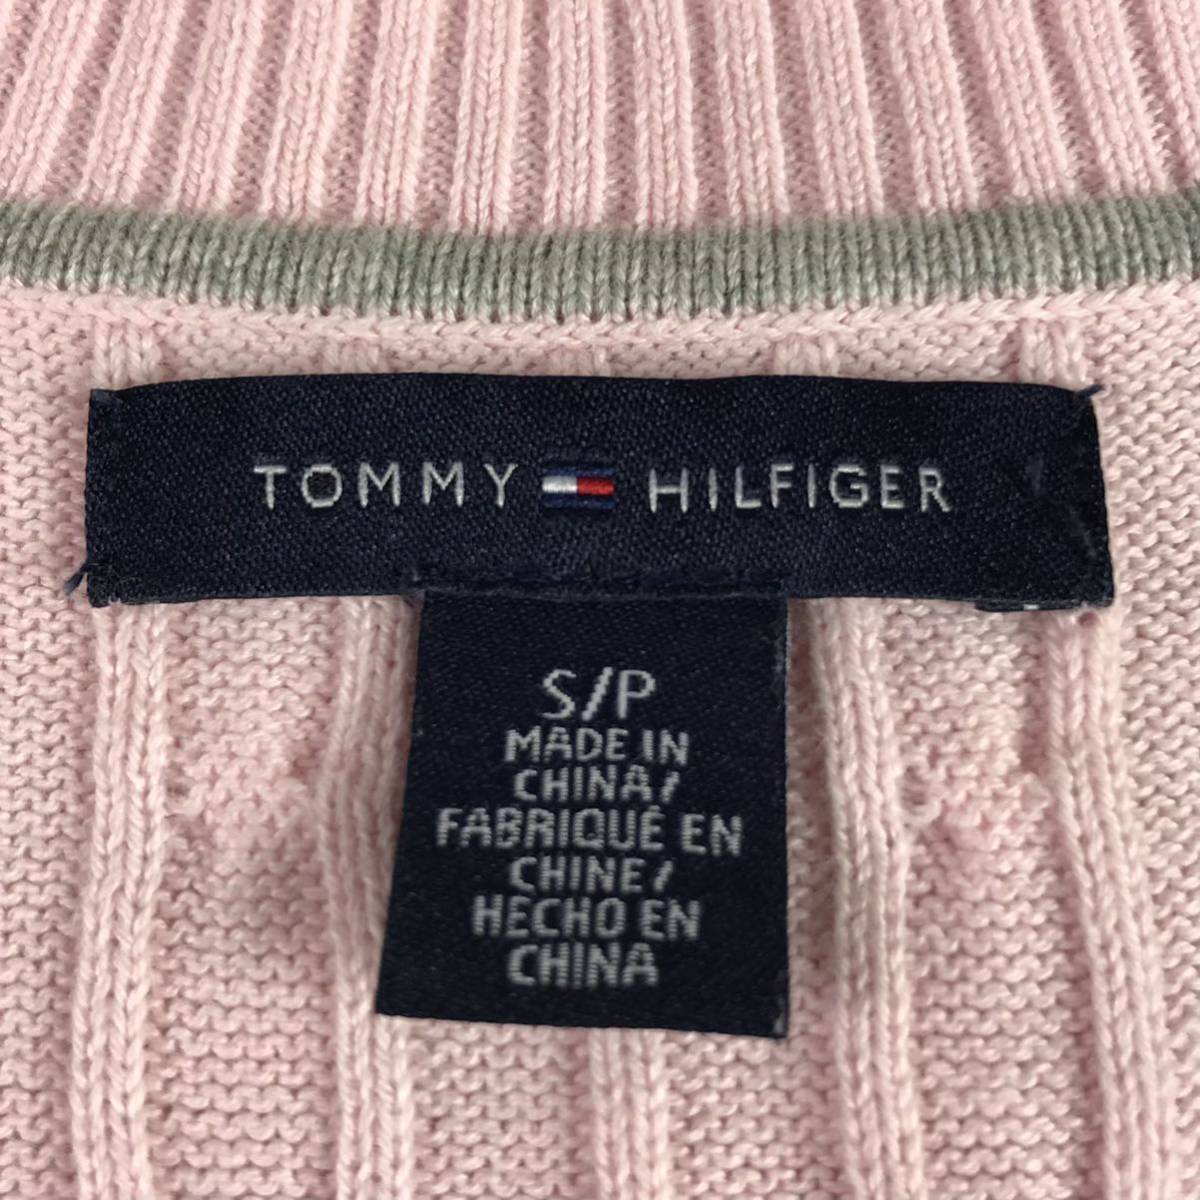 TOMMY HILFIGER
S/P
MADE IN
CHINA/
FABRIQUÉ EN
CHINE/
HECHO EN
CHINA